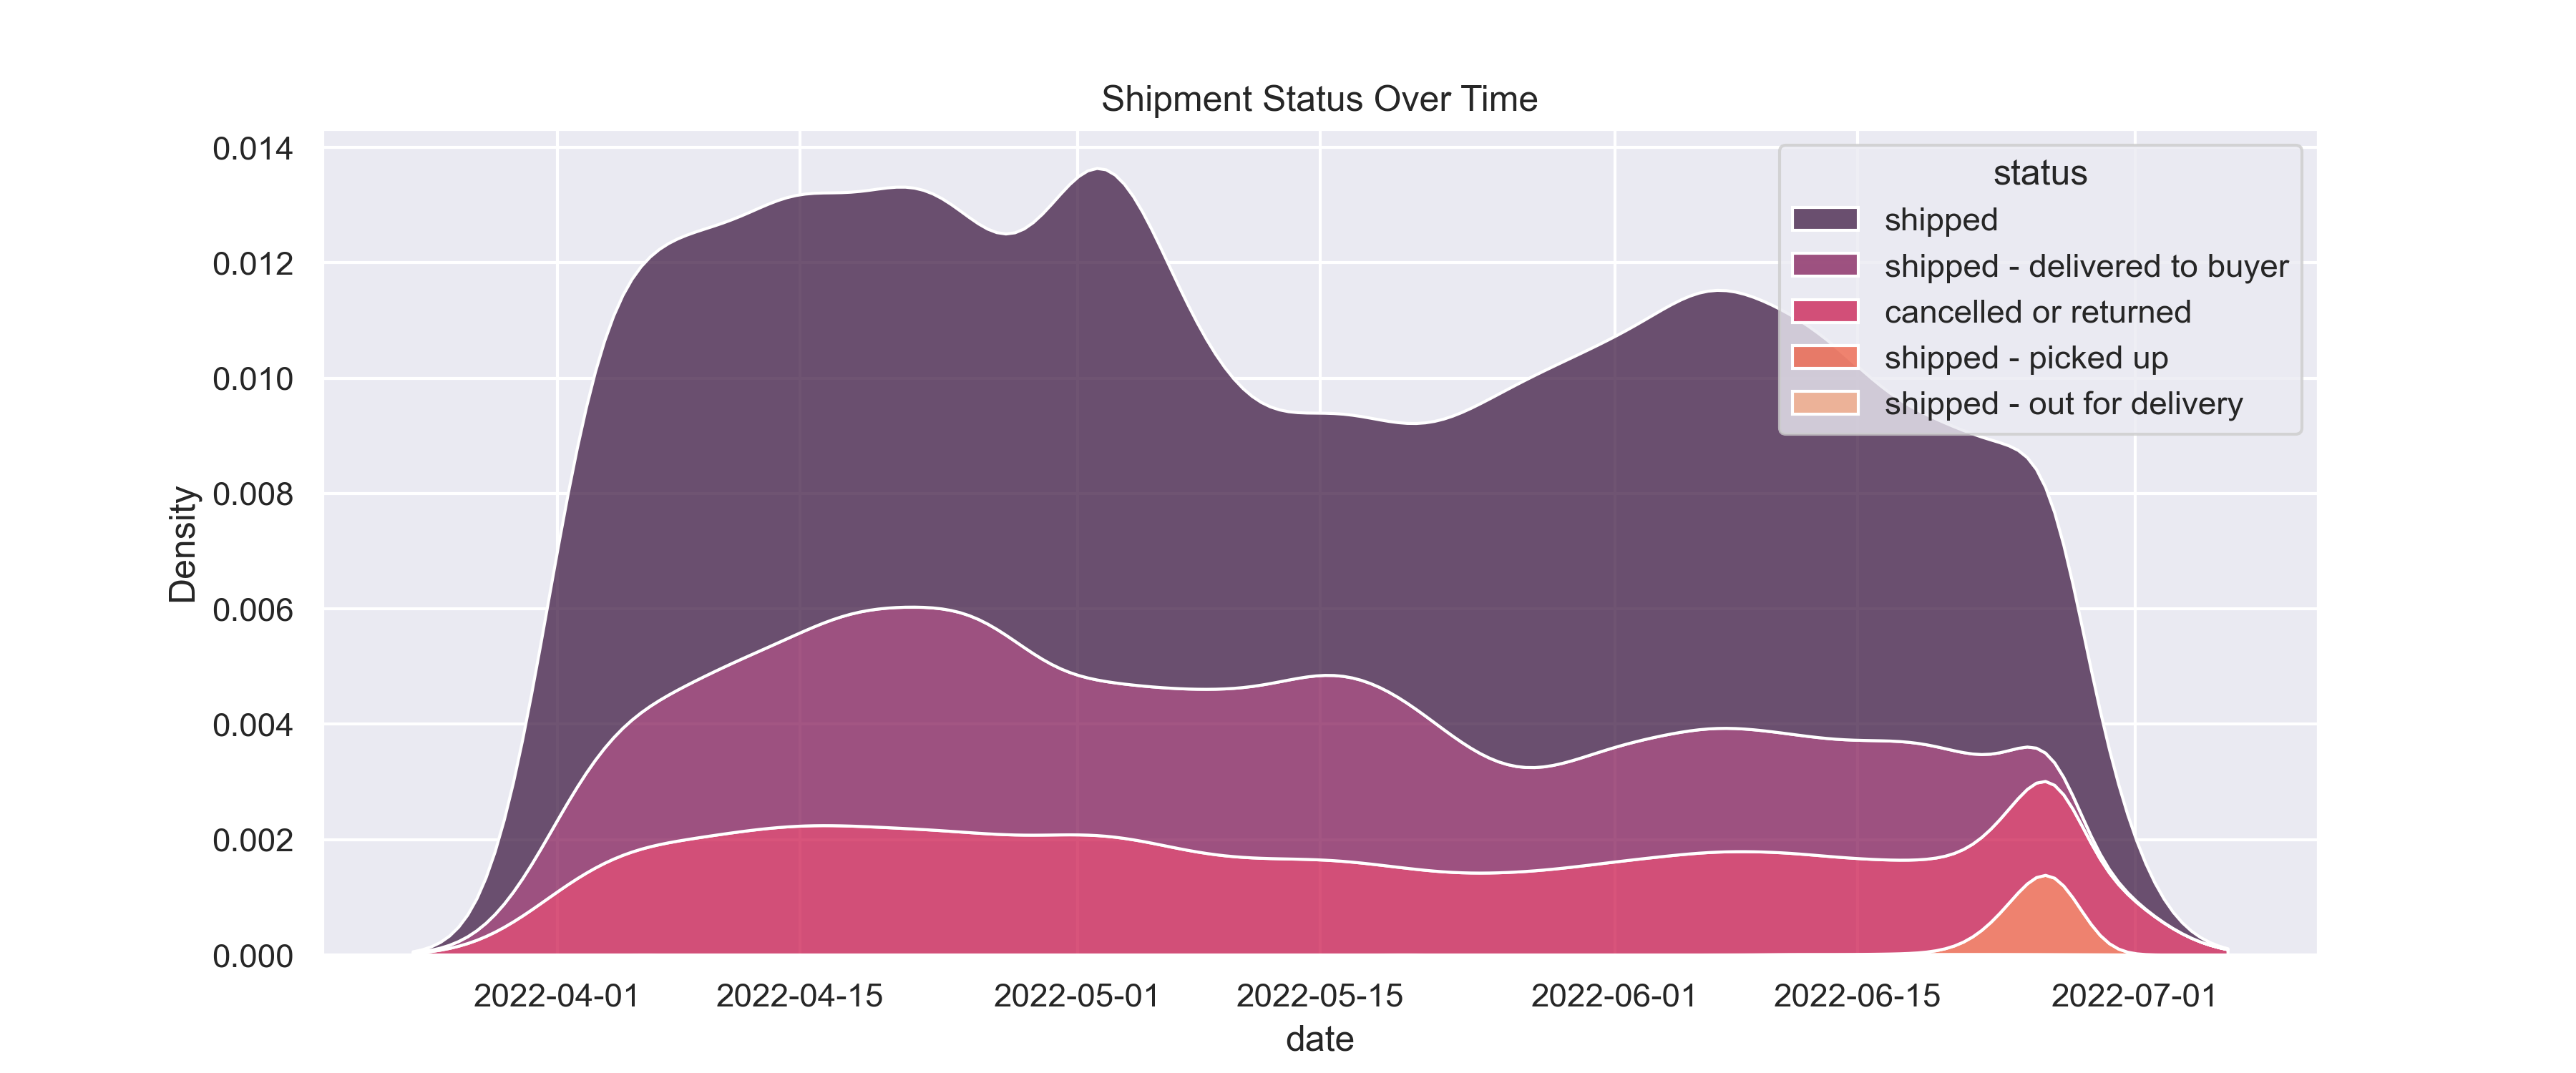 Shipment Status Over Time
0.014
0.012
0.010
0.008
0.006
0.004
0.002
0.000
Density
status
shipped
shipped - delivered to buyer
cancelled or returned
shipped - picked up
shipped - out for delivery
2022-04-01 2022-04-15 2022-05-01 2022-05-15 2022-06-01 2022-06-15 2022-07-01
date